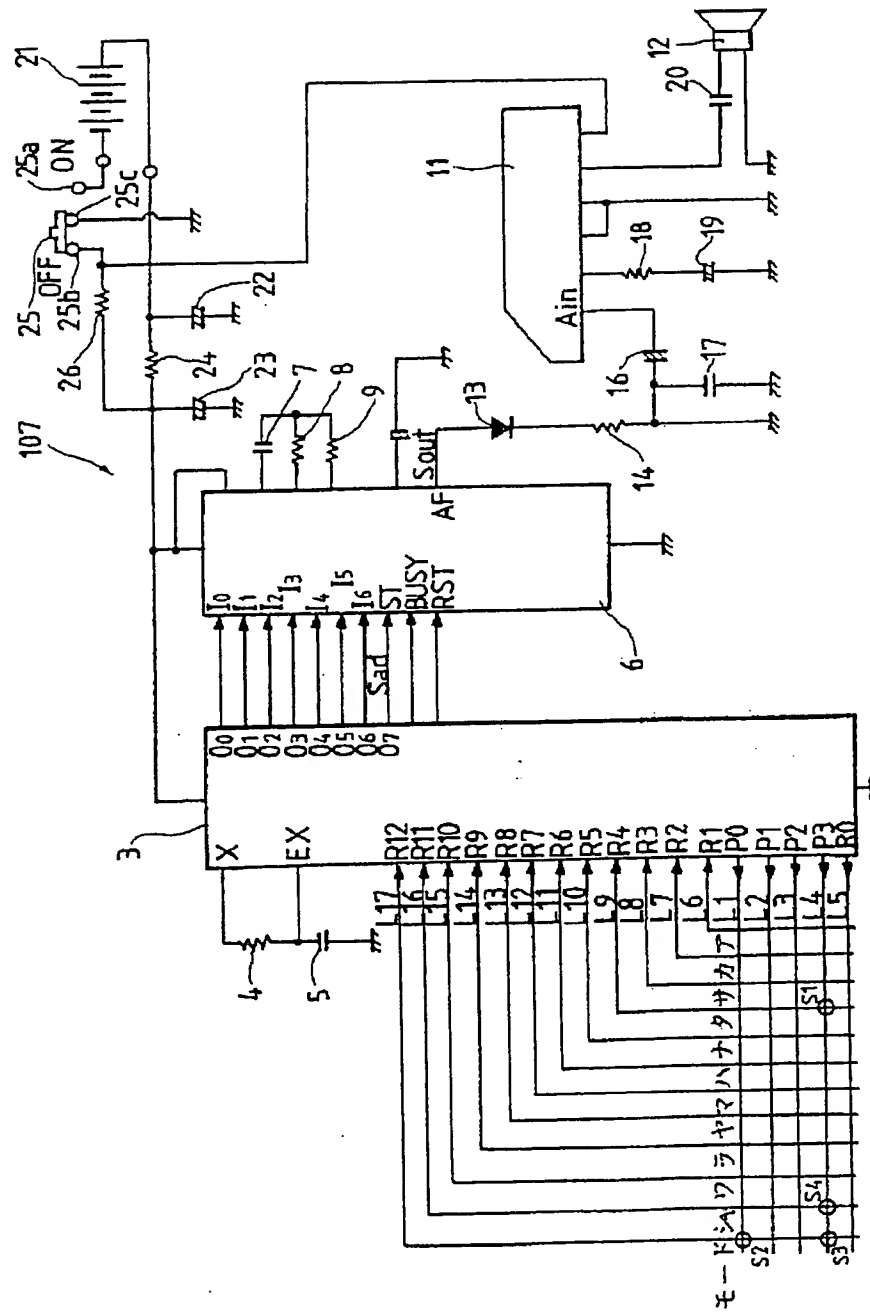 107
25
OFF
25b
25c
25a
ON
21
26
24
22
23
7
8
9
3
X
EX
4
5
R12
R11
R10
R9
R8
R7
R6
R5
R4
R3
R2
R1
P0
P1
P2
P3
R0
L17
L16
L15
L14
L13
L12
L11
L10
L9
L8
L7
L6
L1
L2
L3
L4
L5
O0
O1
O2
O3
O4
O5
O6
O7
Sad
I0
I1
I2
I3
I4
I5
I6
ST
BUSY
RST
6
AF
Sout
13
14
16
17
Ain
11
18
19
20
12
モード
ワ
ラ
ヤ
マ
ハ
ナ
タ
サ
カ
ア
S1
S2
S3
S4